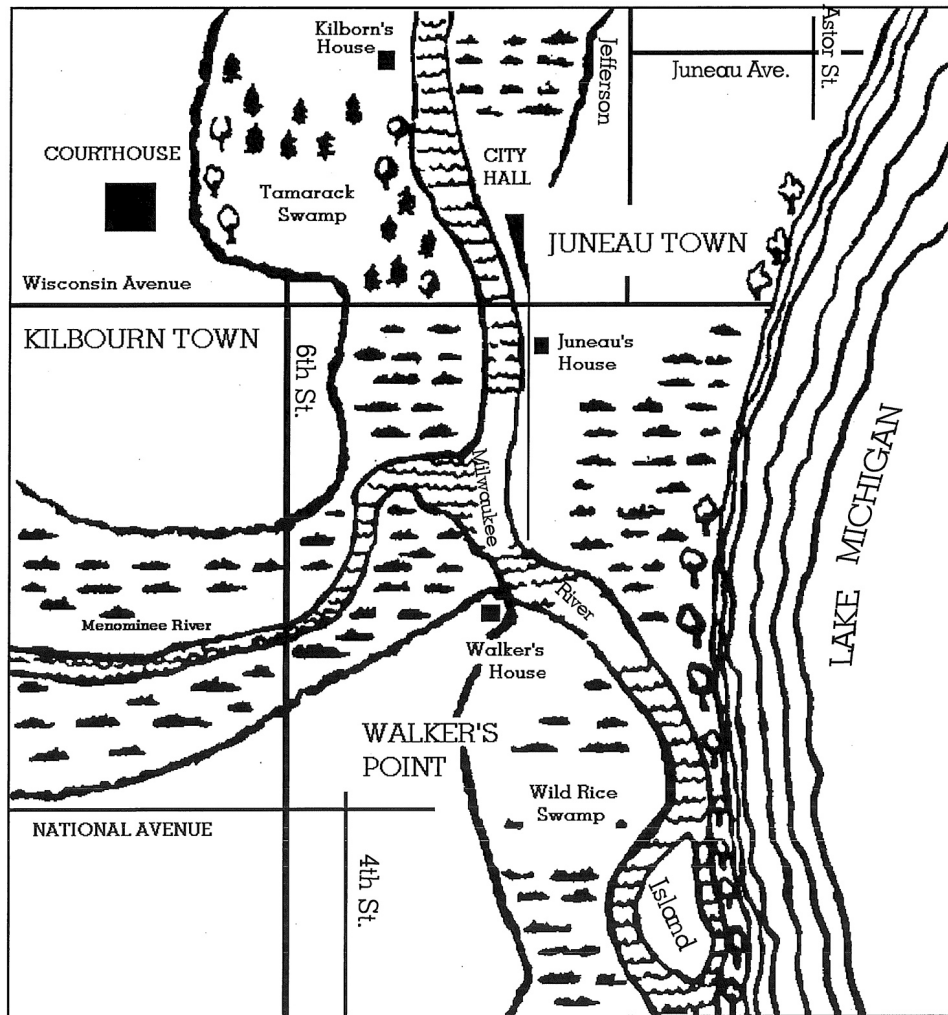 Kilborn's
House
Jefferson
Juneau Ave.
Astor St.
COURTHOUSE
CITY
HALL
Tamarack
Swamp
JUNEAU TOWN
Wisconsin Avenue
KILBOURN TOWN
6th St.
Juneau's
House
LAKE MICHIGAN
Milwaukee
River
Menominee River
Walker's
House
WALKER'S
POINT
Wild Rice
Swamp
NATIONAL AVENUE
4th St.
Island